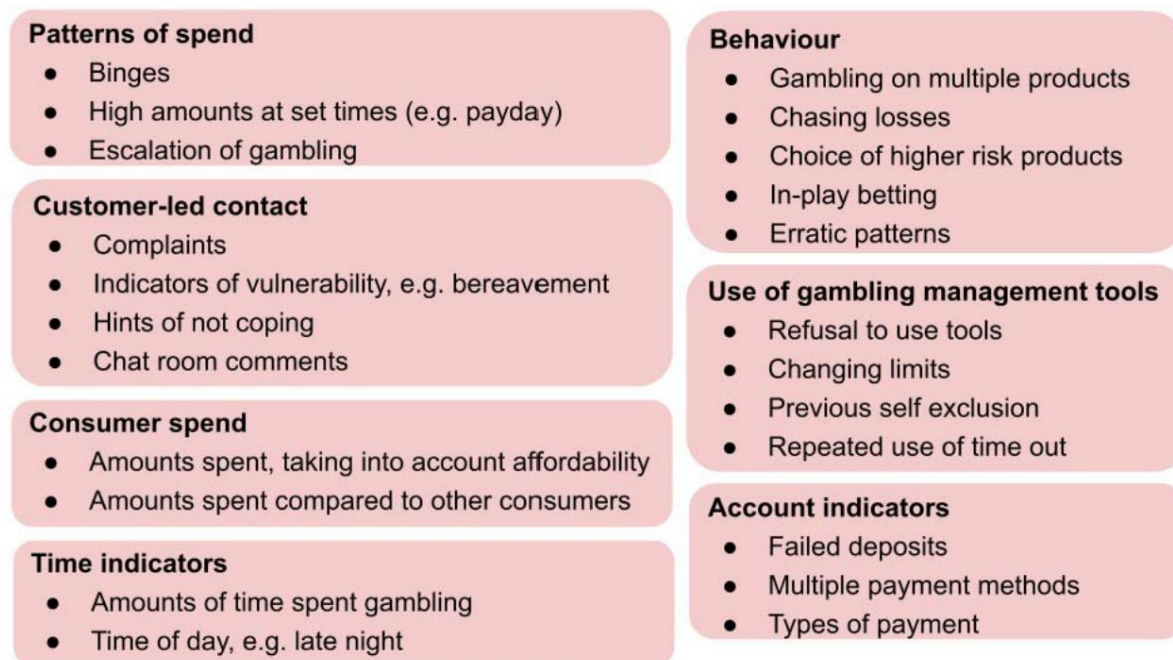 Patterns of spend
● Binges
● High amounts at set times (e.g. payday)
● Escalation of gambling
Customer-led contact
● Complaints
● Indicators of vulnerability, e.g. bereavement
● Hints of not coping
● Chat room comments
Consumer spend
● Amounts spent, taking into account affordability
● Amounts spent compared to other consumers
Time indicators
● Amounts of time spent gambling
● Time of day, e.g. late night
Behaviour
● Gambling on multiple products
● Chasing losses
● Choice of higher risk products
● In-play betting
● Erratic patterns
Use of gambling management tools
● Refusal to use tools
● Changing limits
● Previous self exclusion
● Repeated use of time out
Account indicators
● Failed deposits
● Multiple payment methods
● Types of payment